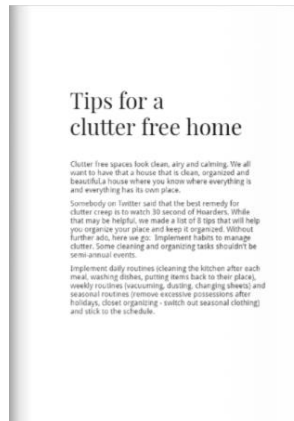 Tips for a
clutter free home
Clutter free spaces look clean, airy and calming. We all
want to have that a house that is clean, organized and
beautiful,a house where you know where everything is
and everything has its own place.
Somebody on Twitter said that the best remedy for
clutter creep is to watch 30 second of Hoarders. While
that may be helpful, we made a list of 8 tips that will help
you organize your place and keep it organized. Without
further ado, here we go: Implement habits to manage
clutter. Some cleaning and organizing tasks shouldn't be
semi-annual events.
Implement daily routines (cleaning the kitchen after each
meal, washing dishes, putting items back to their place),
weekly routines (vacuuming, dusting, changing sheets) and
seasonal routines (remove excessive possessions after
holidays, closet organizing - switch out seasonal clothing)
and stick to the schedule.